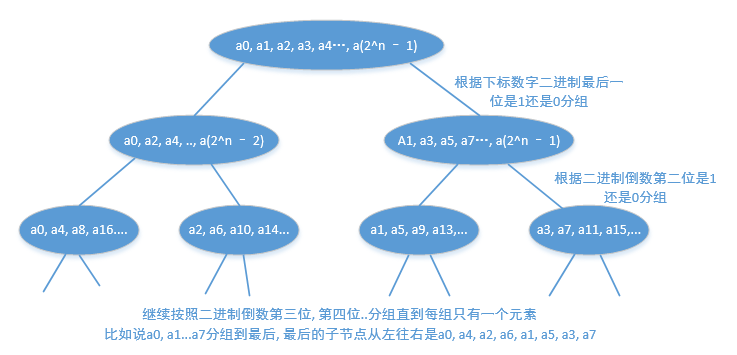 a0, a1, a2, a3, a4…, a(2^n － 1)
根据下标数字二进制最后一
位是1还是0分组
a0, a2, a4, .., a(2^n － 2)
A1, a3, a5, a7…, a(2^n － 1)
根据二进制倒数第二位是1
还是0分组
a0, a4, a8, a16....
a2, a6, a10, a14...
a1, a5, a9, a13,...
a3, a7, a11, a15,...
继续按照二进制倒数第三位, 第四位..分组直到每组只有一个元素
比如说a0, a1...a7分组到最后, 最后的子节点从左往右是a0, a4, a2, a6, a1, a5, a3, a7